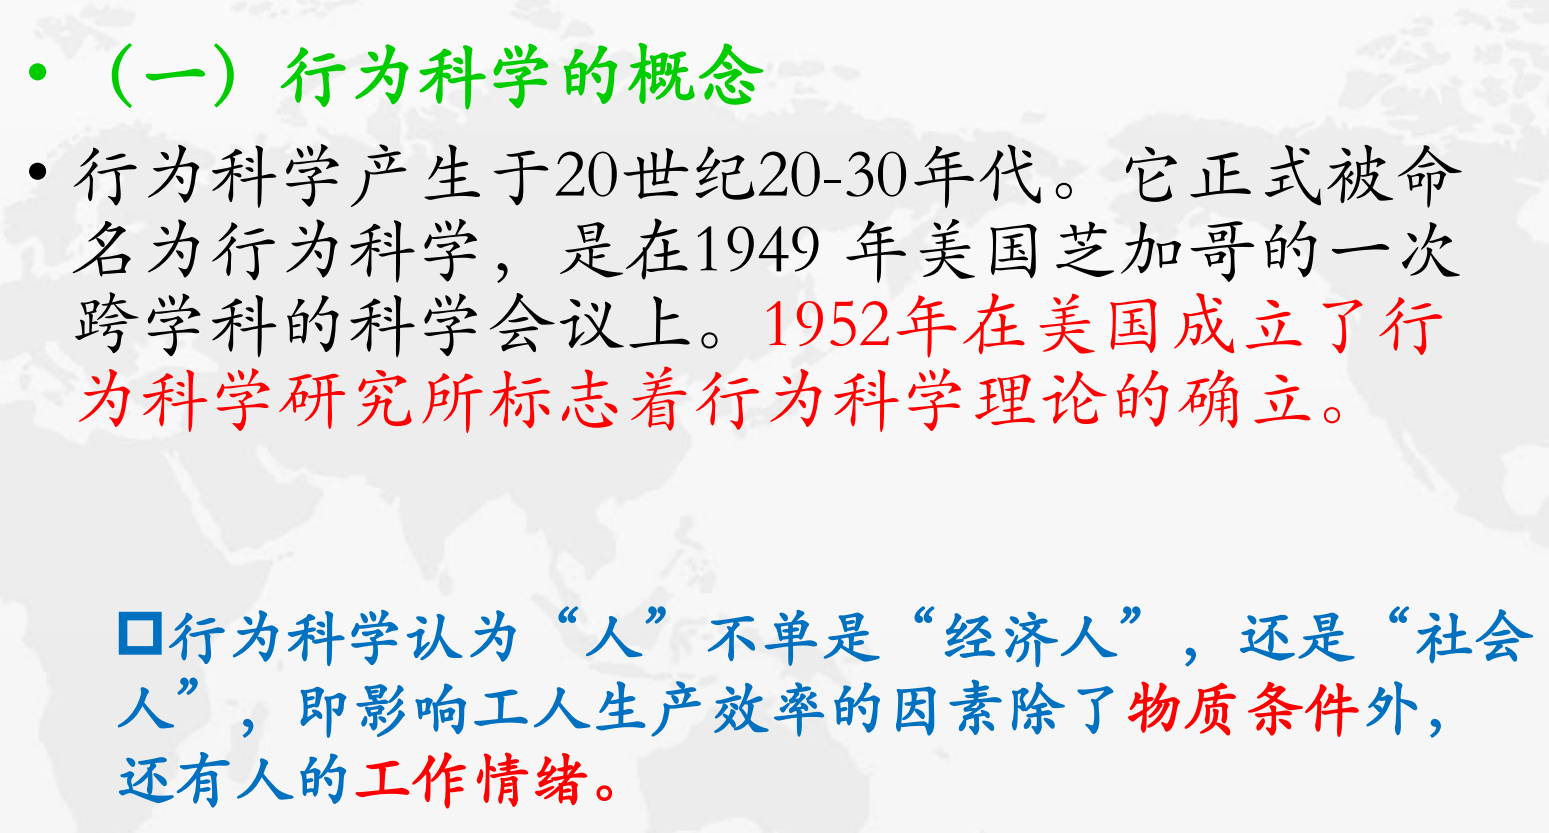 • （一）行为科学的概念
• 行为科学产生于20世纪20-30年代。它正式被命
名为行为科学，是在1949 年美国芝加哥的一次
跨学科的科学会议上。1952年在美国成立了行
为科学研究所标志着行为科学理论的确立。
行为科学认为“人”不单是“经济人”，还是“社会
人”，即影响工人生产效率的因素除了物质条件外，
还有人的工作情绪。